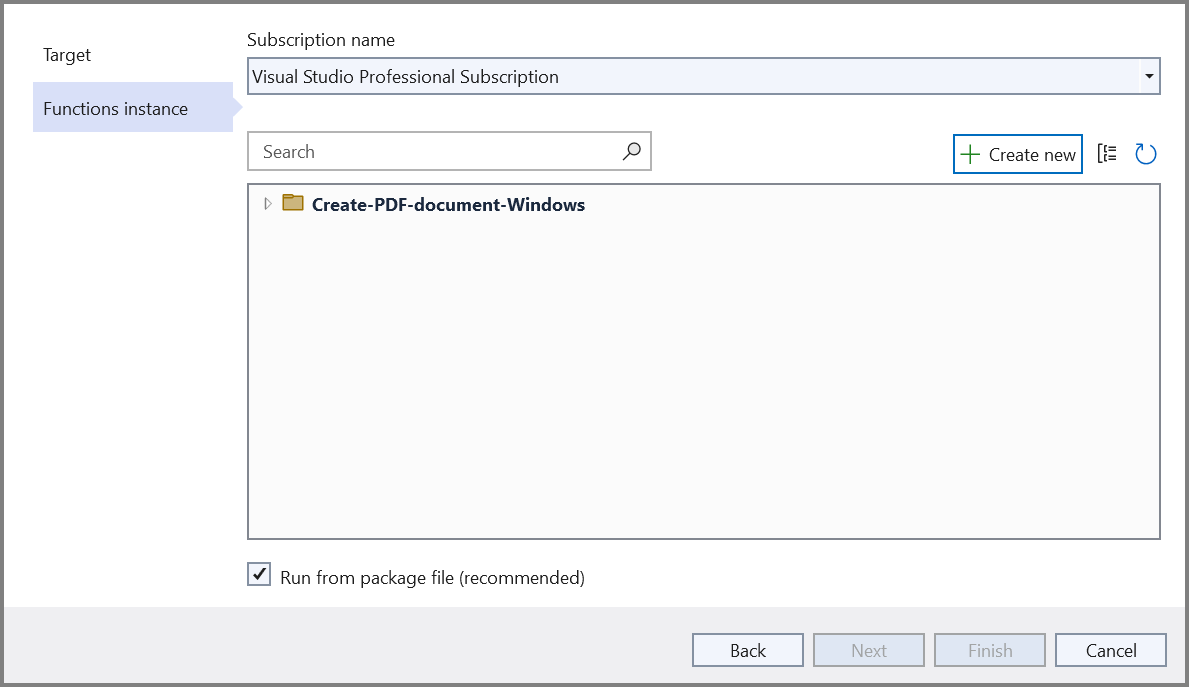 Target
Functions instance
Subscription name
Visual Studio Professional Subscription
Search
Create new
Create-PDF-document-Windows
Run from package file (recommended)
Back
Next
Finish
Cancel